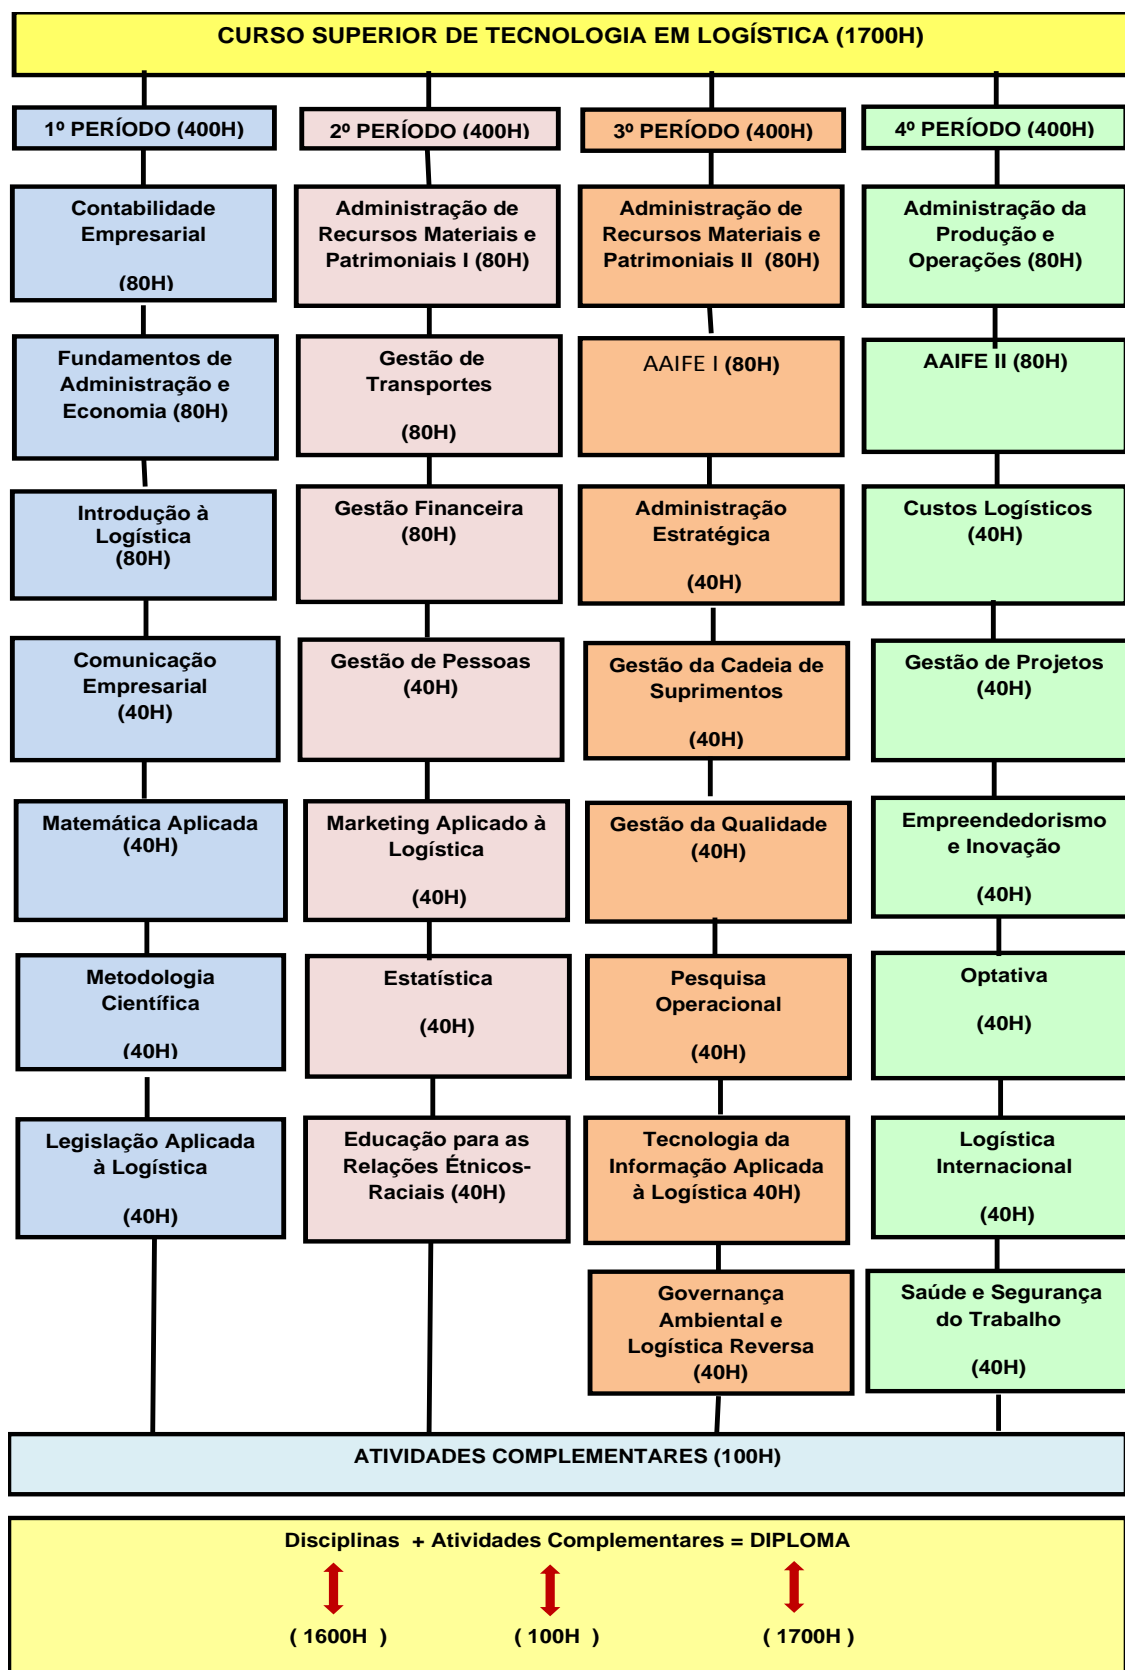 CURSO SUPERIOR DE TECNOLOGIA EM LOGÍSTICA (1700H)
1º PERÍODO (400H)
Contabilidade
Empresarial
(80H)
Fundamentos de
Administração e
Economia (80H)
Introdução à
Logística
(80H)
Comunicação
Empresarial
(40H)
Matemática Aplicada
(40H)
Metodologia
Científica
(40H)
Legislação Aplicada
à Logística
(40H)
2º PERÍODO (400H)
Administração de
Recursos Materiais e
Patrimoniais I (80H)
Gestão de
Transportes
(80H)
Gestão Financeira
(80H)
Gestão de Pessoas
(40H)
Marketing Aplicado à
Logística
(40H)
Estatística
(40H)
Educação para as
Relações Étnicos-
Raciais (40H)
3º PERÍODO (400H)
Administração de
Recursos Materiais e
Patrimoniais II (80H)
AAIFE I (80H)
Administração
Estratégica
(40H)
Gestão da Cadeia de
Suprimentos
(40H)
Gestão da Qualidade
(40H)
Pesquisa
Operacional
(40H)
Tecnologia da
Informação Aplicada
à Logística 40H)
Governança
Ambiental e
Logística Reversa
(40H)
4º PERÍODO (400H)
Administração da
Produção e
Operações (80H)
AAIFE II (80H)
Custos Logísticos
(40H)
Gestão de Projetos
(40H)
Empreendedorismo
e Inovação
(40H)
Optativa
(40H)
Logística
Internacional
(40H)
Saúde e Segurança
do Trabalho
(40H)
ATIVIDADES COMPLEMENTARES (100H)
Disciplinas + Atividades Complementares = DIPLOMA
( 1600H ) ( 100H ) ( 1700H )